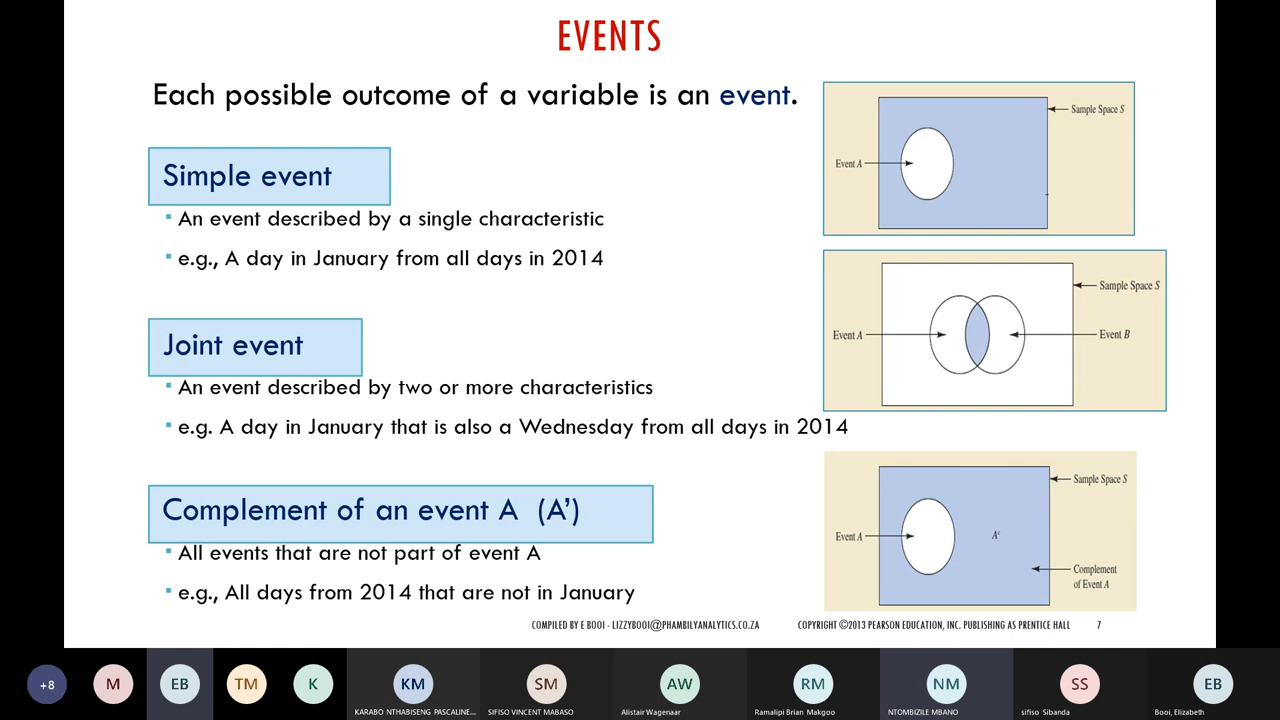 EVENTS
Each possible outcome of a variable is an event.
Simple event
An event described by a single characteristic
e.g., A day in January from all days in 2014
Sample Space S
Event A
Joint event
An event described by two or more characteristics
e.g. A day in January that is also a Wednesday from all days in 2014
Sample Space S
Event A
Event B
Complement of an event A (A’)
All events that are not part of event A
e.g., All days from 2014 that are not in January
Sample Space S
Event A
Aᶜ
Complement
of Event A
COMPILED BY E BOOI - LIZZYBOOI@PHAMBILYANALYTICS.CO.ZA
COPYRIGHT ©2013 PEARSON EDUCATION, INC. PUBLISHING AS PRENTICE HALL
7
+8
M
EB
TM
K
KM
KARABO NTHABISENG PASCALINE...
SM
SIFISO VINCENT MABASO
AW
Alistair Wagenaar
RM
Ramalipi Brian Makgoo
NM
NTOMBIZILE MBANO
SS
sifiso Sibanda
EB
Booi, Elizabeth